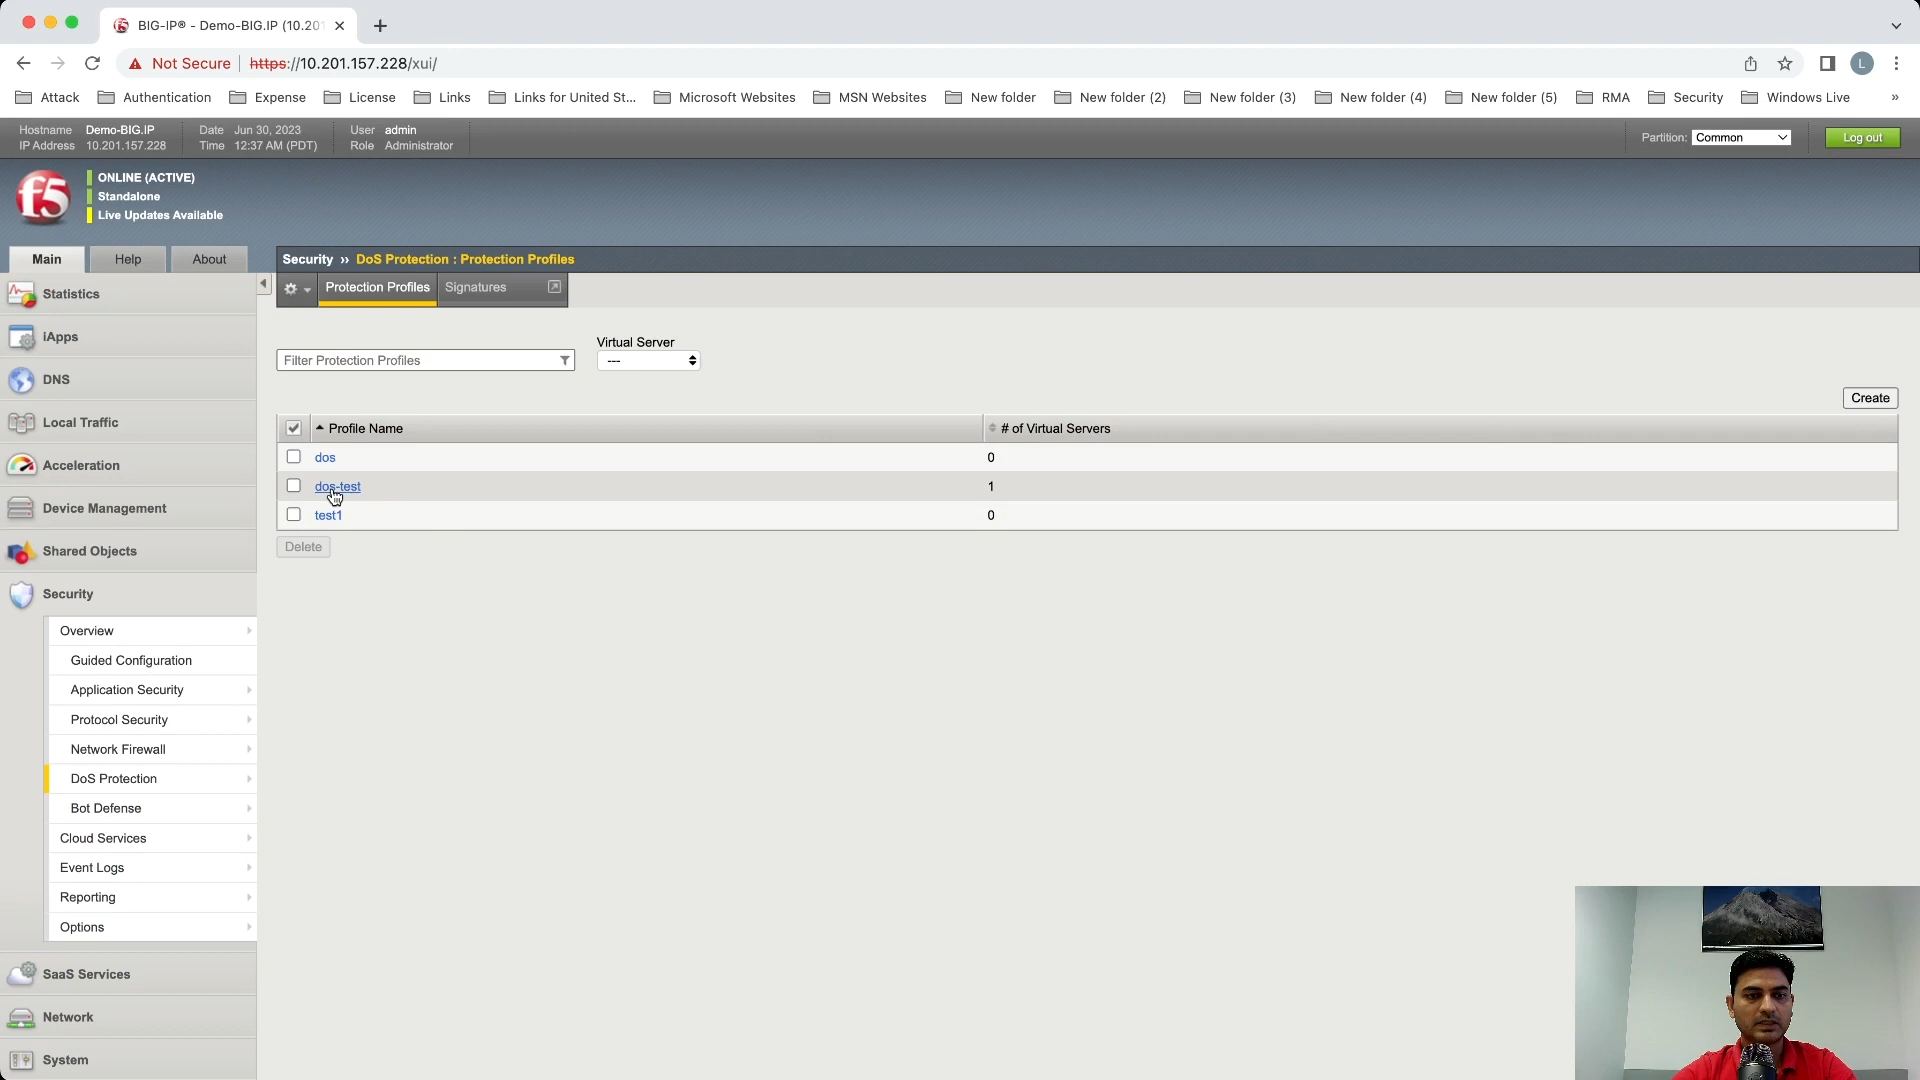 BIG-IP® - Demo-BIG.IP (10.201
Not Secure https://10.201.157.228/xui/
L
Attack Authentication Expense License Links Links for United St... Microsoft Websites MSN Websites New folder New folder (2) New folder (3) New folder (4) New folder (5) RMA Security Windows Live »
Hostname Demo-BIG.IP Date Jun 30, 2023 User admin
IP Address 10.201.157.228 Time 12:37 AM (PDT) Role Administrator
Partition: Common Log out
f5
ONLINE (ACTIVE)
Standalone
Live Updates Available
Main Help About
Security ›› DoS Protection : Protection Profiles
Protection Profiles Signatures
Statistics
iApps
DNS
Local Traffic
Acceleration
Device Management
Shared Objects
Security
Overview
Guided Configuration
Application Security
Protocol Security
Network Firewall
DoS Protection
Bot Defense
Cloud Services
Event Logs
Reporting
Options
SaaS Services
Network
System
Virtual Server
Filter Protection Profiles ---
Create
Profile Name # of Virtual Servers
dos 0
dos-test 1
test1 0
Delete